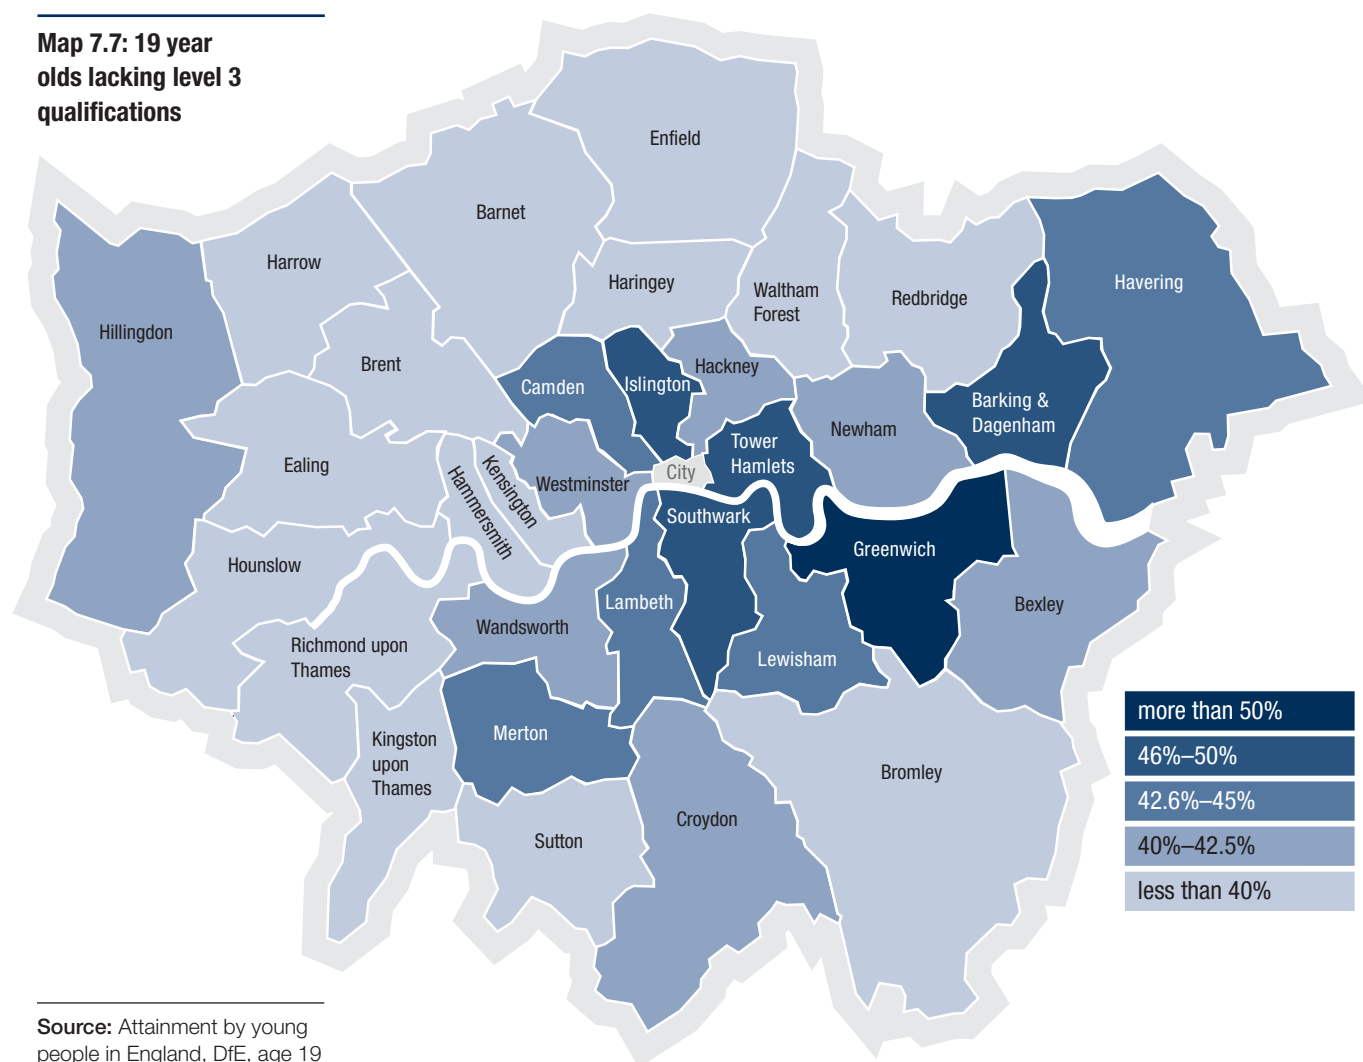 Map 7.7: 19 year
olds lacking level 3
qualifications
Enfield
Barnet
Harrow
Haringey
Waltham
Forest
Redbridge
Havering
Hillingdon
Brent
Camden
Islington
Hackney
Barking &
Dagenham
Newham
Tower
Hamlets
Ealing
Hammersmith
Kensington
Westminster
City
Southwark
Greenwich
Hounslow
Lambeth
Bexley
Wandsworth
Richmond upon
Thames
Lewisham
Merton
Kingston
upon
Thames
Bromley
Croydon
Sutton
more than 50%
46%–50%
42.6%–45%
40%–42.5%
less than 40%
Source: Attainment by young
people in England, DfE, age 19